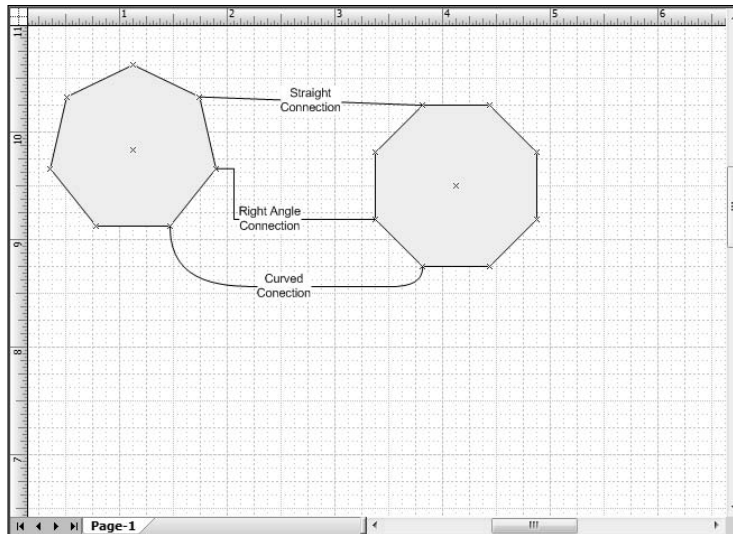 1 2 3 4 5 6
11
10
9
8
7
Straight
Connection
Right Angle
Connection
Curved
Conection
Page-1